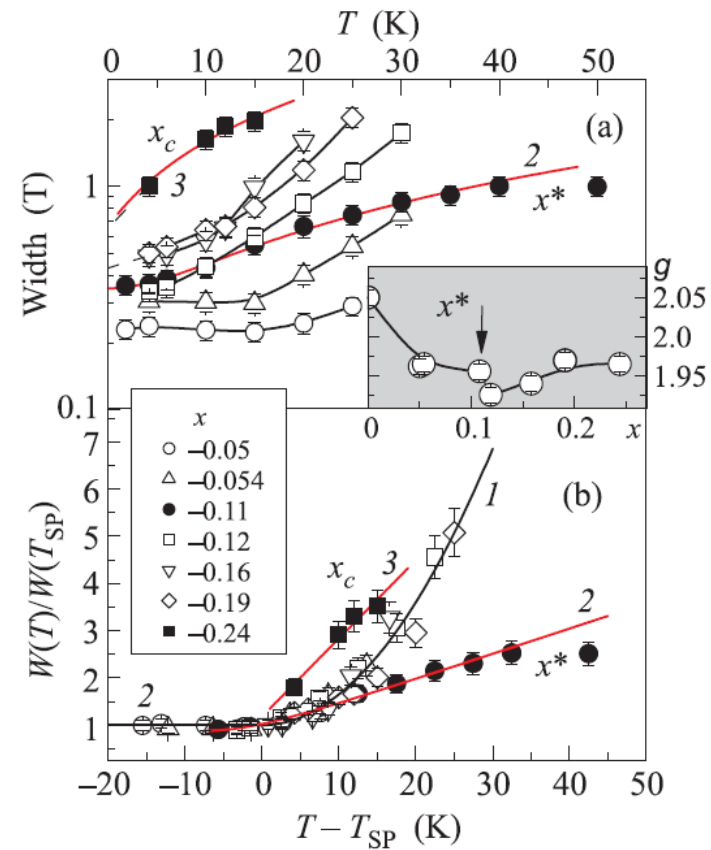 T (K)
0 10 20 30 40 50
(a)
x_c
2
3
1
x*
Width (T)
g
x*
2.05
2.0
1.95
0.1
0 0.1 0.2 x
x
–0.05
–0.054
–0.11
–0.12
–0.16
–0.19
–0.24
7
6
5
4
3
2
1
(b)
1
x_c 3
2
x*
2
W(T)/W(T_SP)
–20 –10 0 10 20 30 40 50
T – T_SP (K)